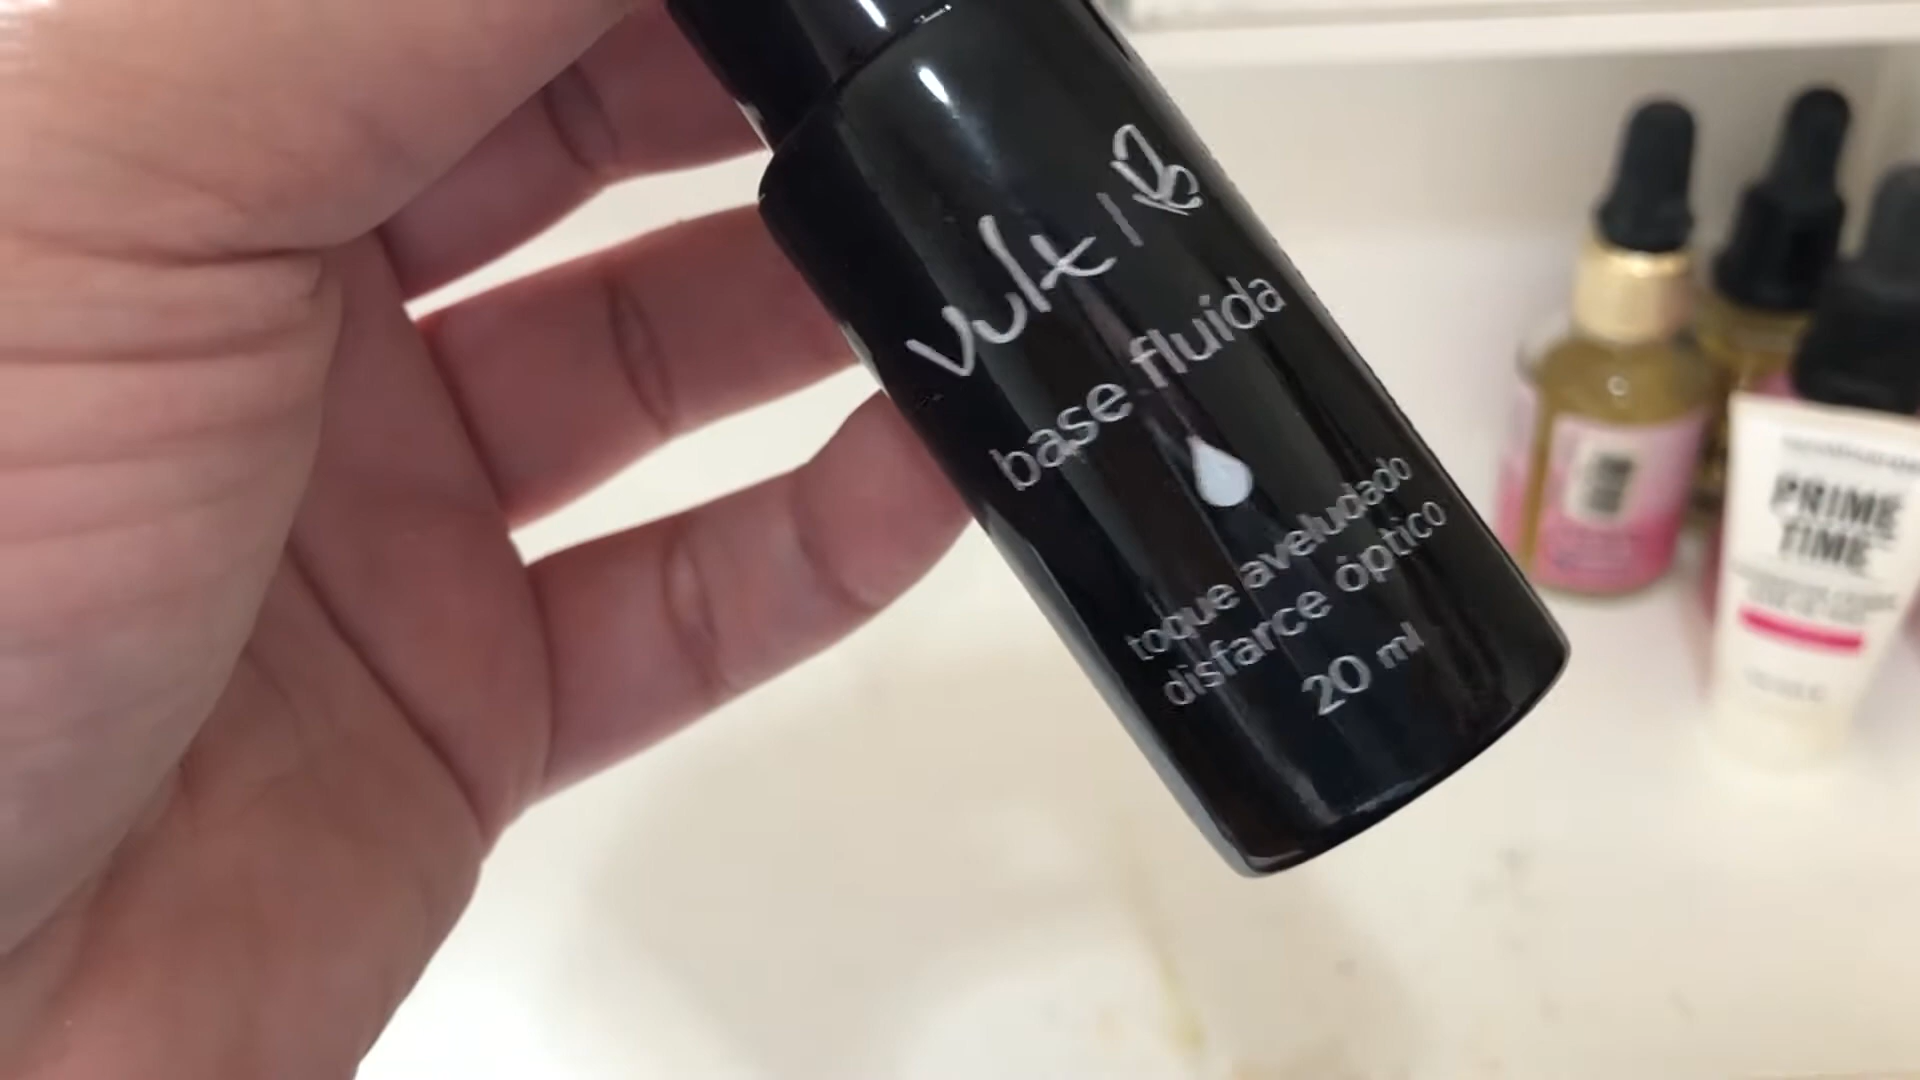 vult
base fluida
toque aveludado
disfarce óptico
20 ml
PRIME
TIME